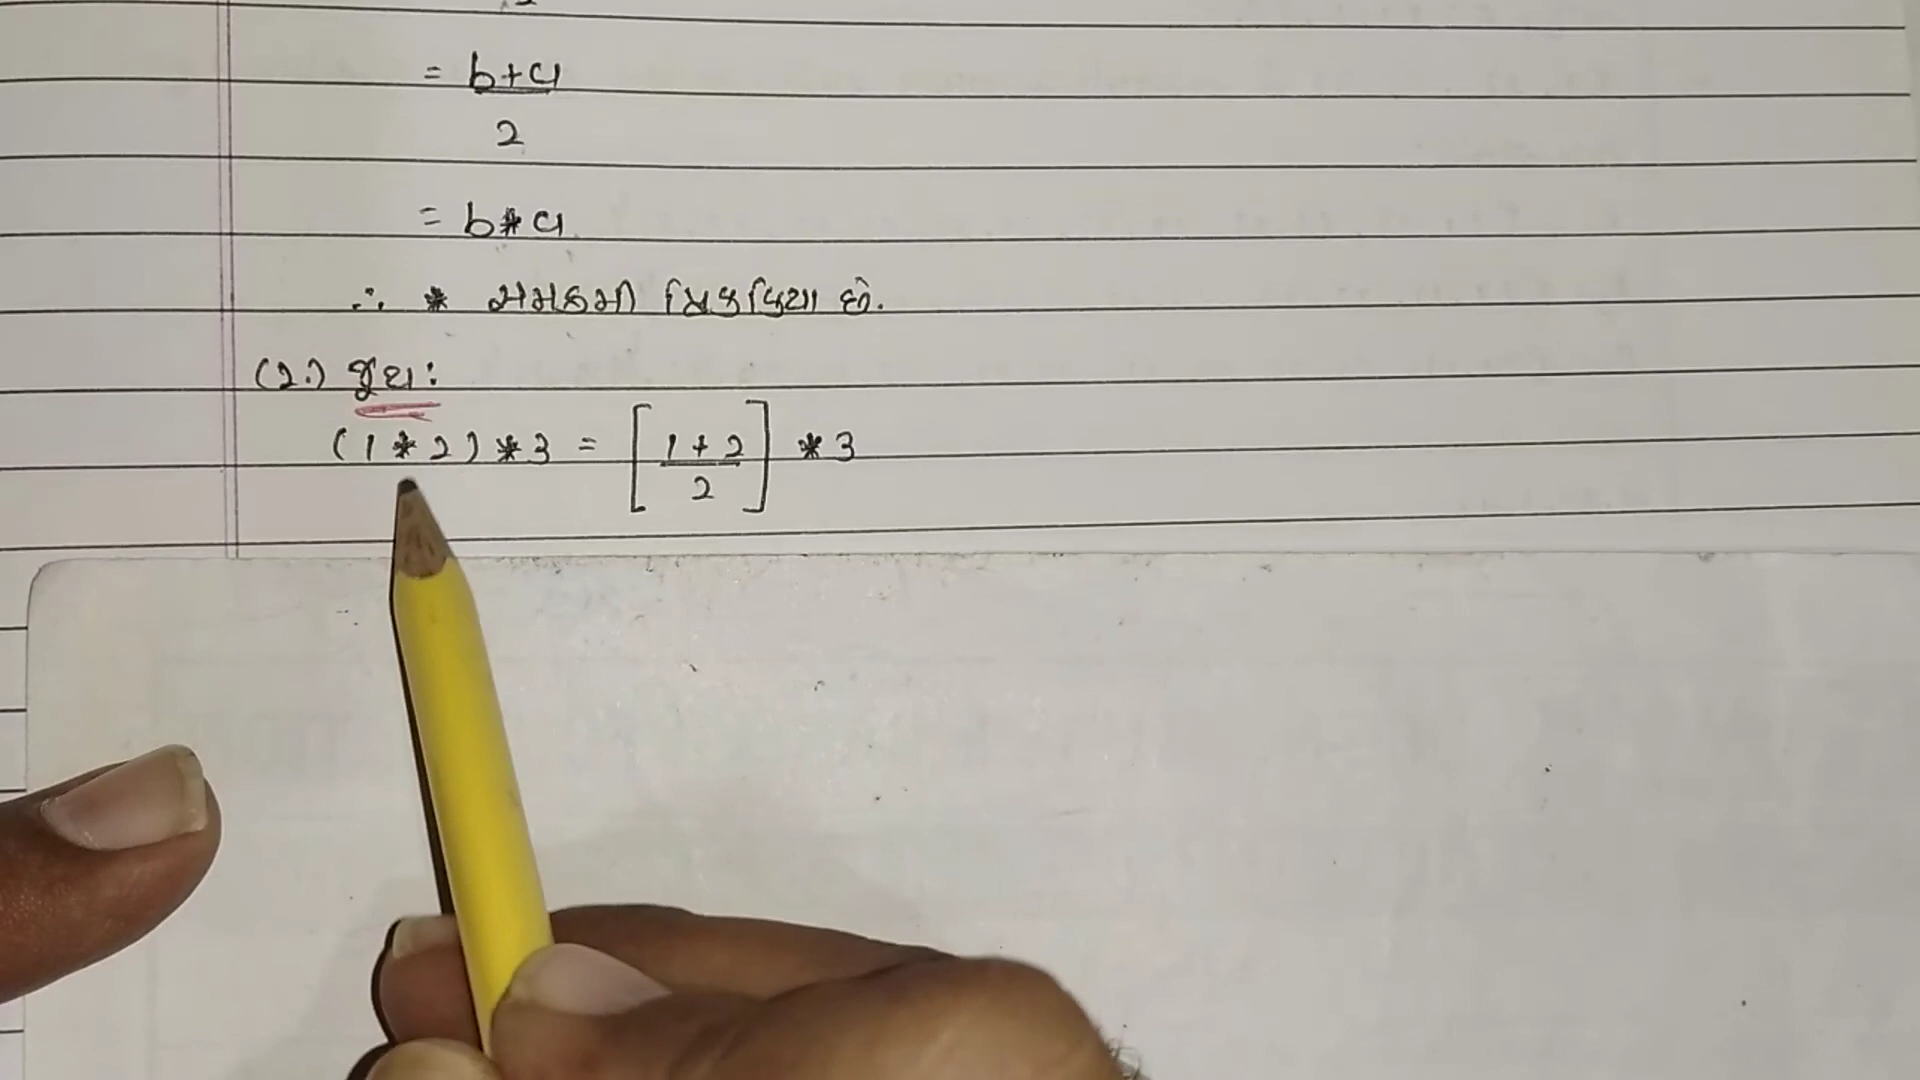 = b+a
2
= b*a
∴ * સમક્રમી દ્વિક્ક્રિયા છે.
(2.) જુથ:
(1 * 2) * 3 = [ 1 + 2 / 2 ] * 3